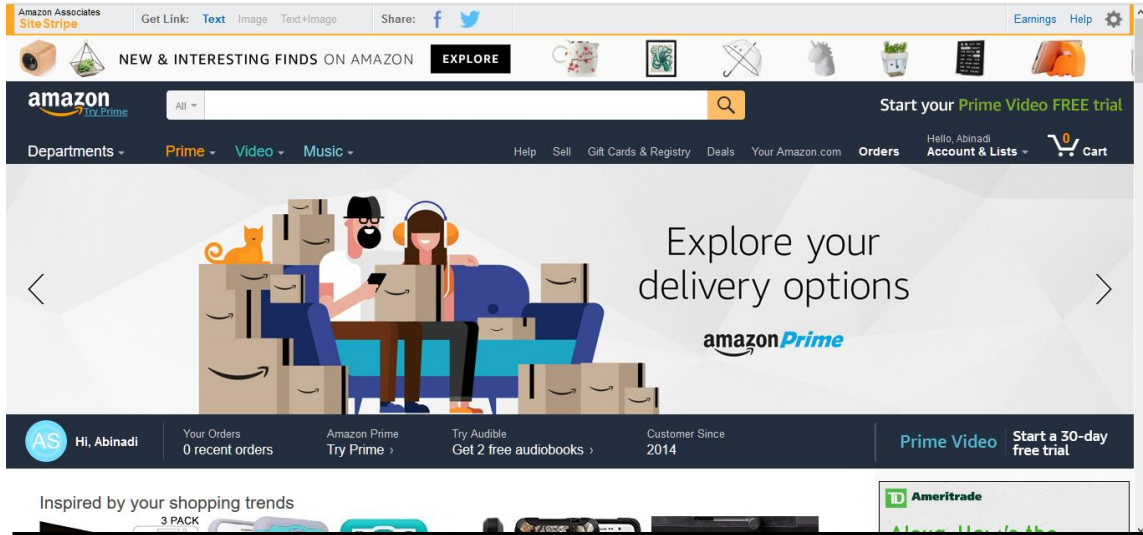 Amazon Associates
SiteStripe
Get Link: Text Image Text+Image Share:
Earnings Help
NEW & INTERESTING FINDS ON AMAZON EXPLORE
amazon
Try Prime
All
Start your Prime Video FREE trial
Departments Prime Video Music
Help Sell Gift Cards & Registry Deals Your Amazon.com Orders
Hello, Abinadi
Account & Lists
0
Cart
Explore your
delivery options
amazon Prime
AS Hi, Abinadi
Your Orders
0 recent orders
Amazon Prime
Try Prime ›
Try Audible
Get 2 free audiobooks ›
Customer Since
2014
Prime Video
Start a 30-day
free trial
Inspired by your shopping trends
3 PACK
TD Ameritrade